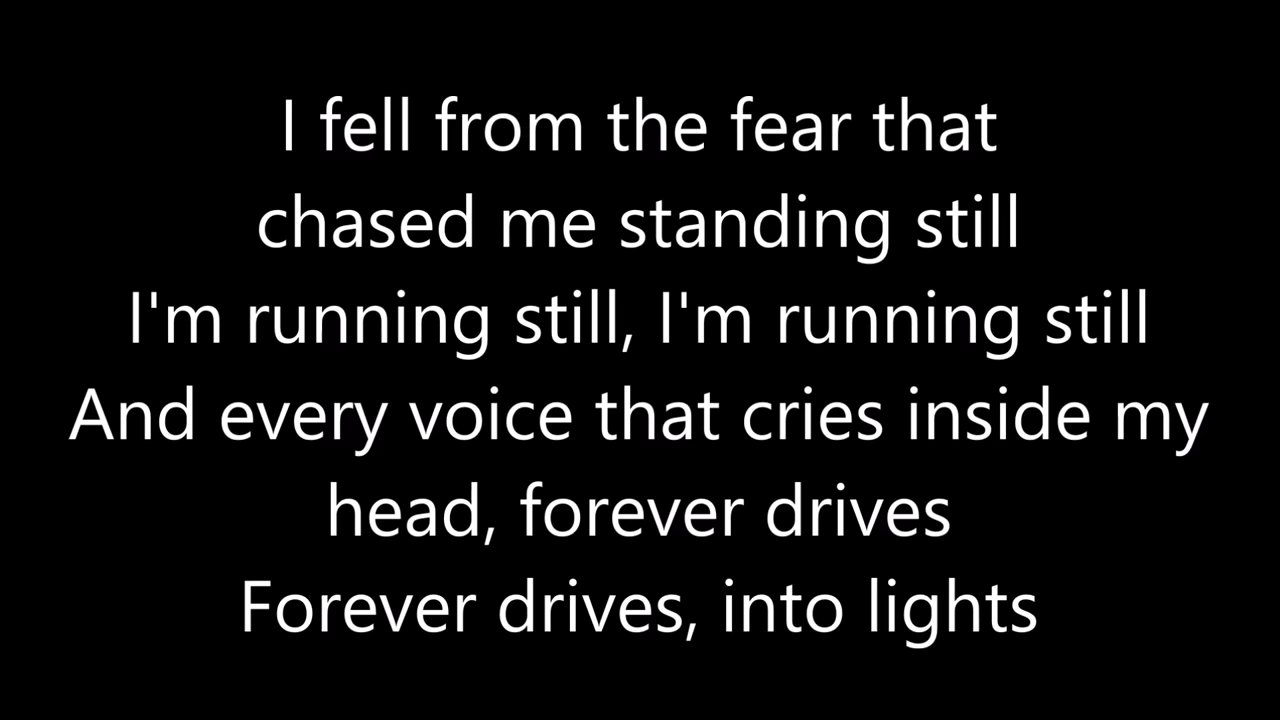 I fell from the fear that
chased me standing still
I'm running still, I'm running still
And every voice that cries inside my
head, forever drives
Forever drives, into lights